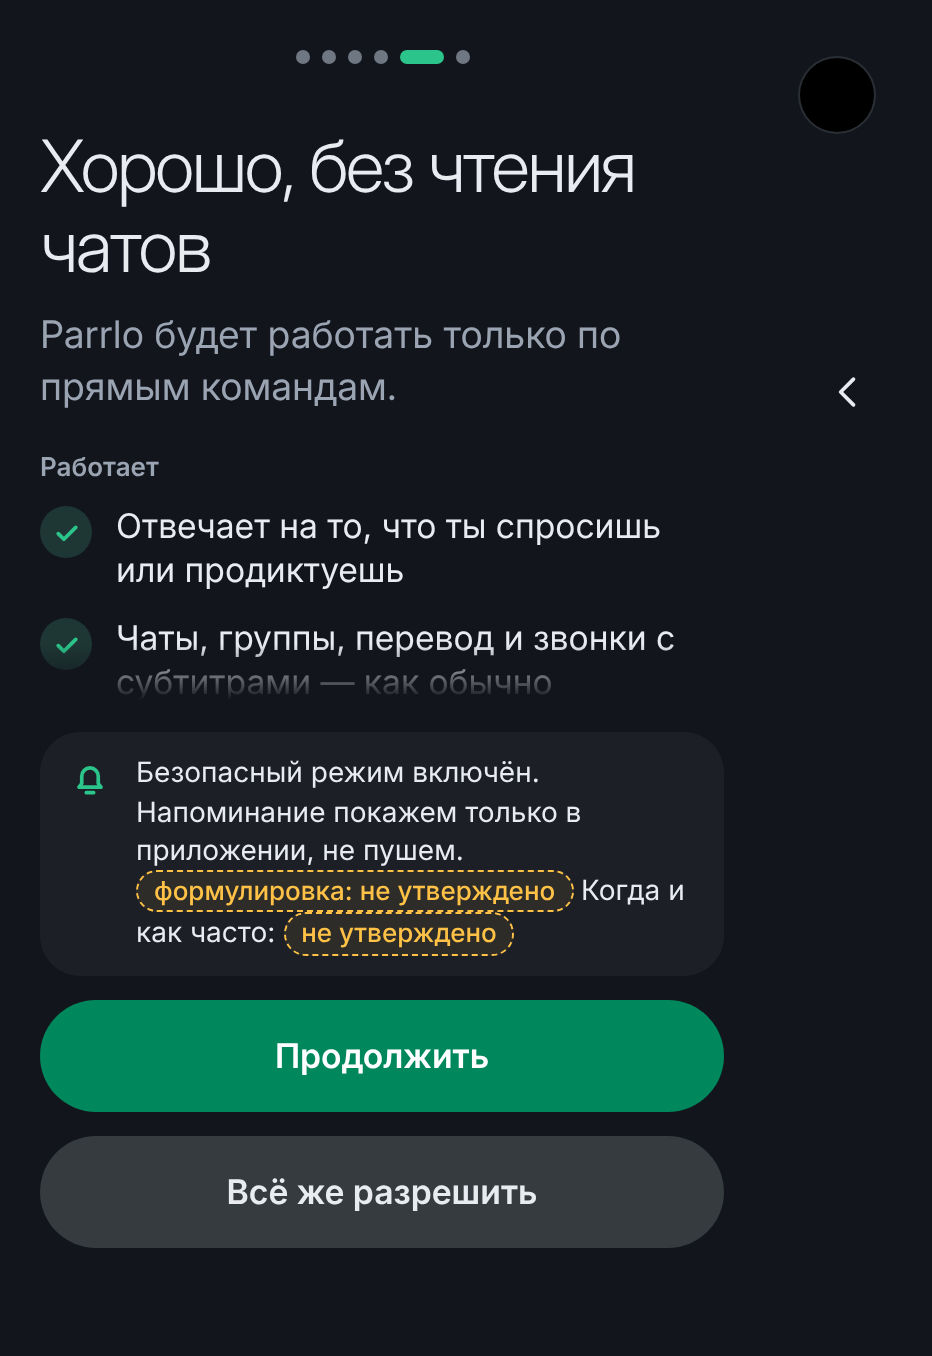 Хорошо, без чтения
чатов
Parrlo будет работать только по
прямым командам.
Работает
Отвечает на то, что ты спросишь
или продиктуешь
Чаты, группы, перевод и звонки с
субтитрами — как обычно
Безопасный режим включён.
Напоминание покажем только в
приложении, не пушем.
формулировка: не утверждено Когда и
как часто: не утверждено
Продолжить
Всё же разрешить